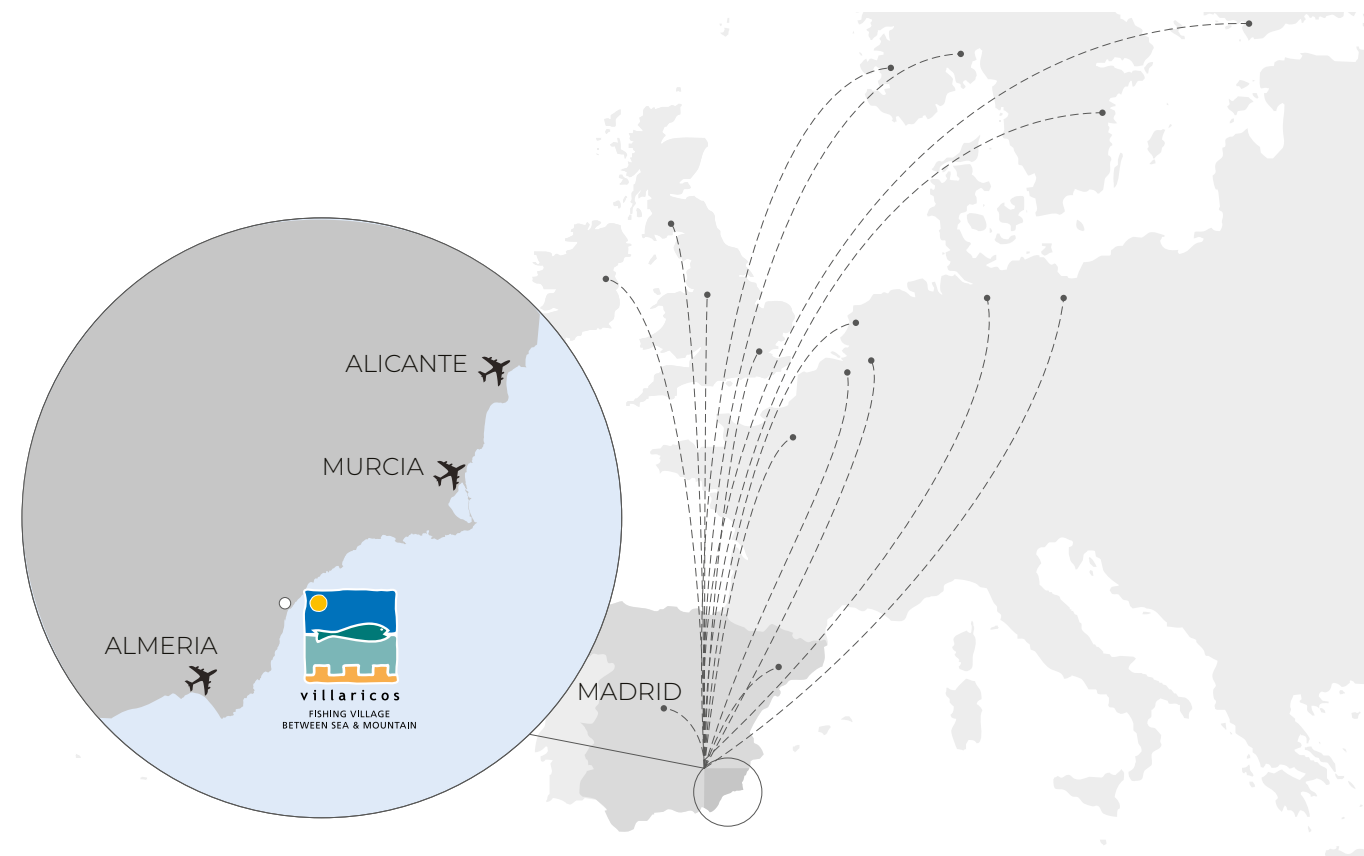 ALICANTE
MURCIA
ALMERIA
villaricos
FISHING VILLAGE
BETWEEN SEA & MOUNTAIN
MADRID